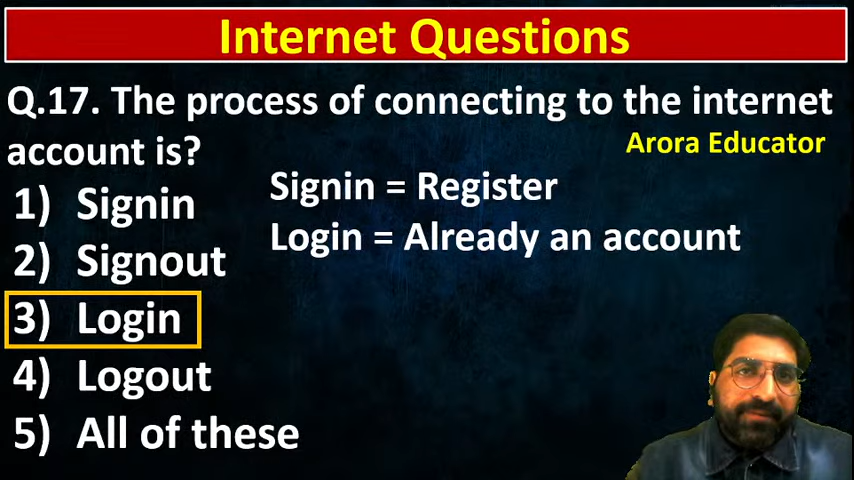 Internet Questions
Q.17. The process of connecting to the internet
account is?
Arora Educator
1) Signin
2) Signout
3) Login
4) Logout
5) All of these
Signin = Register
Login = Already an account